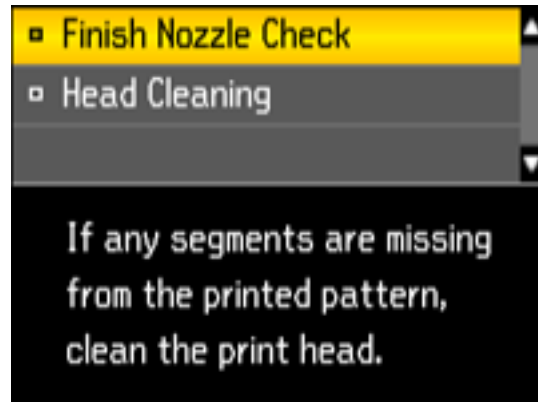 Finish Nozzle Check
Head Cleaning
If any segments are missing
from the printed pattern,
clean the print head.